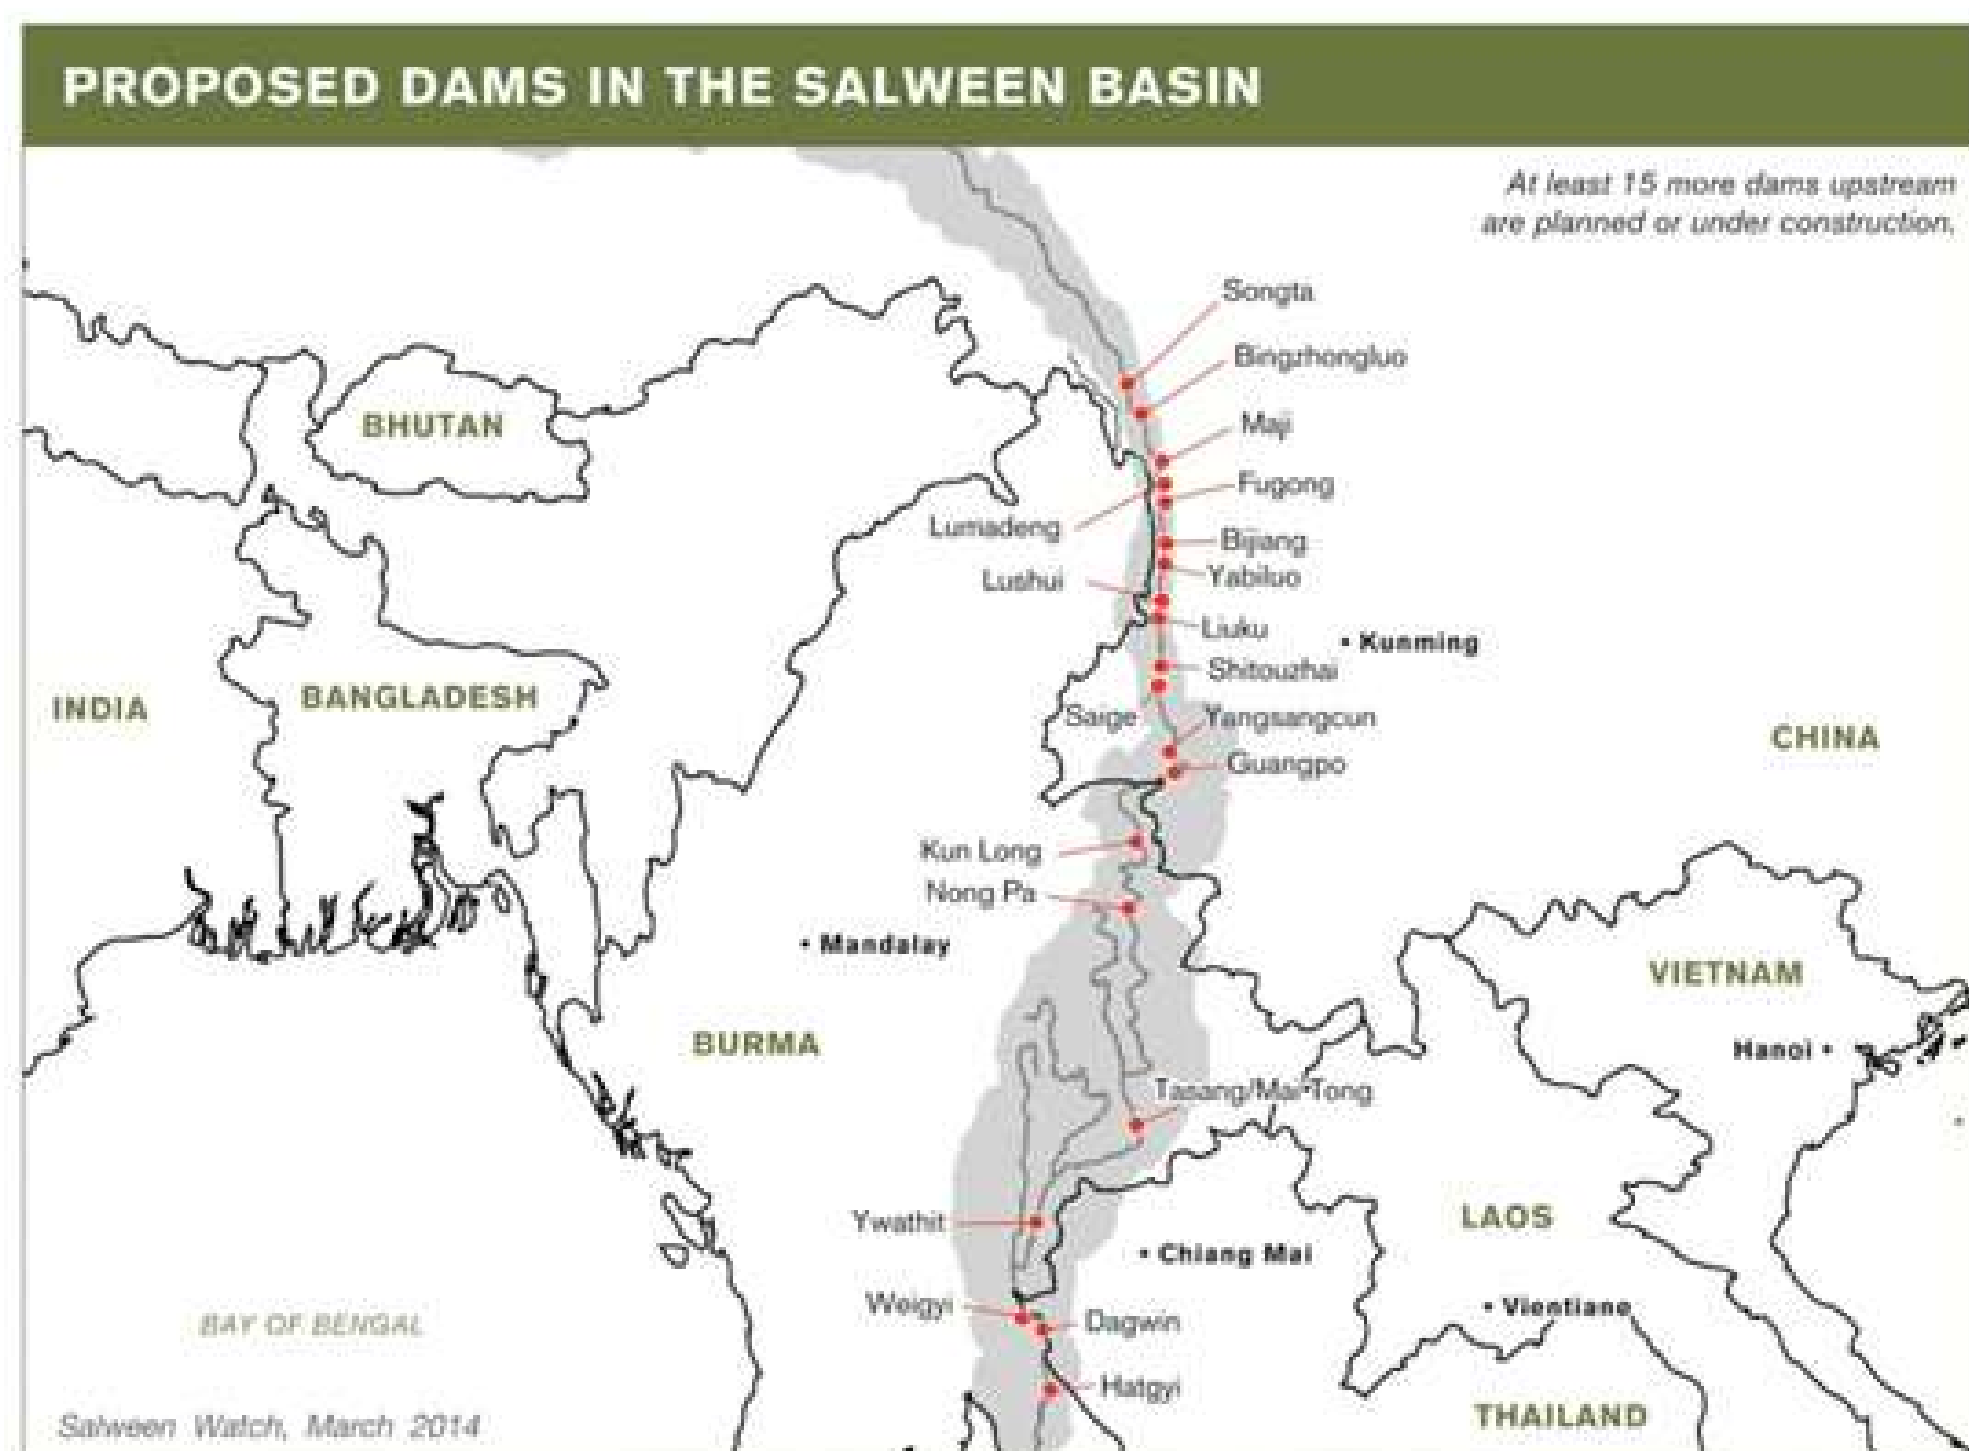 PROPOSED DAMS IN THE SALWEEN BASIN
At least 15 more dams upstream
are planned or under construction.
Songta
Bingzhongluo
Maji
BHUTAN
Fugong
Lumadeng
Bijiang
Yabiluo
Lushui
Liuku
• Kunming
Shitouzhai
BANGLADESH
INDIA
Saige
Yangsangcun
CHINA
Guangpo
Kun Long
Nong Pa
• Mandalay
VIETNAM
BURMA
Hanoi •
Tasang/Mai Tong
LAOS
Ywathit
• Chiang Mai
Weigyi
• Vientiane
Dagwin
BAY OF BENGAL
Hatgyi
THAILAND
Salween Watch, March 2014